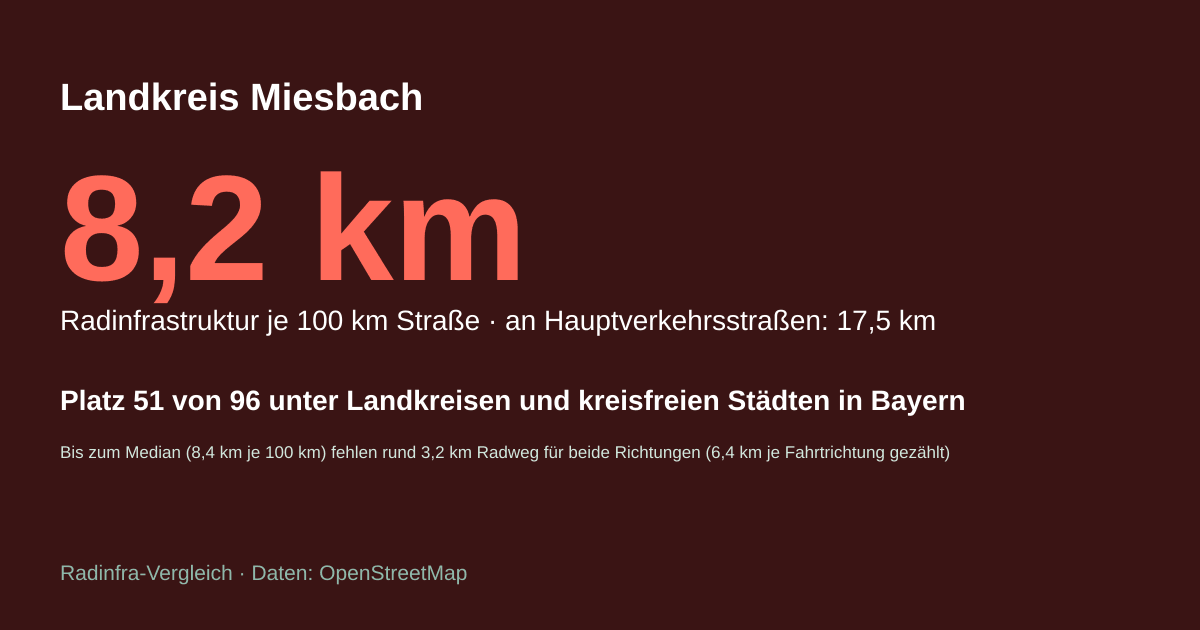 Landkreis Miesbach
8,2 km
Radinfrastruktur je 100 km Straße · an Hauptverkehrsstraßen: 17,5 km
Platz 51 von 96 unter Landkreisen und kreisfreien Städten in Bayern
Bis zum Median (8,4 km je 100 km) fehlen rund 3,2 km Radweg für beide Richtungen (6,4 km je Fahrtrichtung gezählt)
Radinfra-Vergleich · Daten: OpenStreetMap